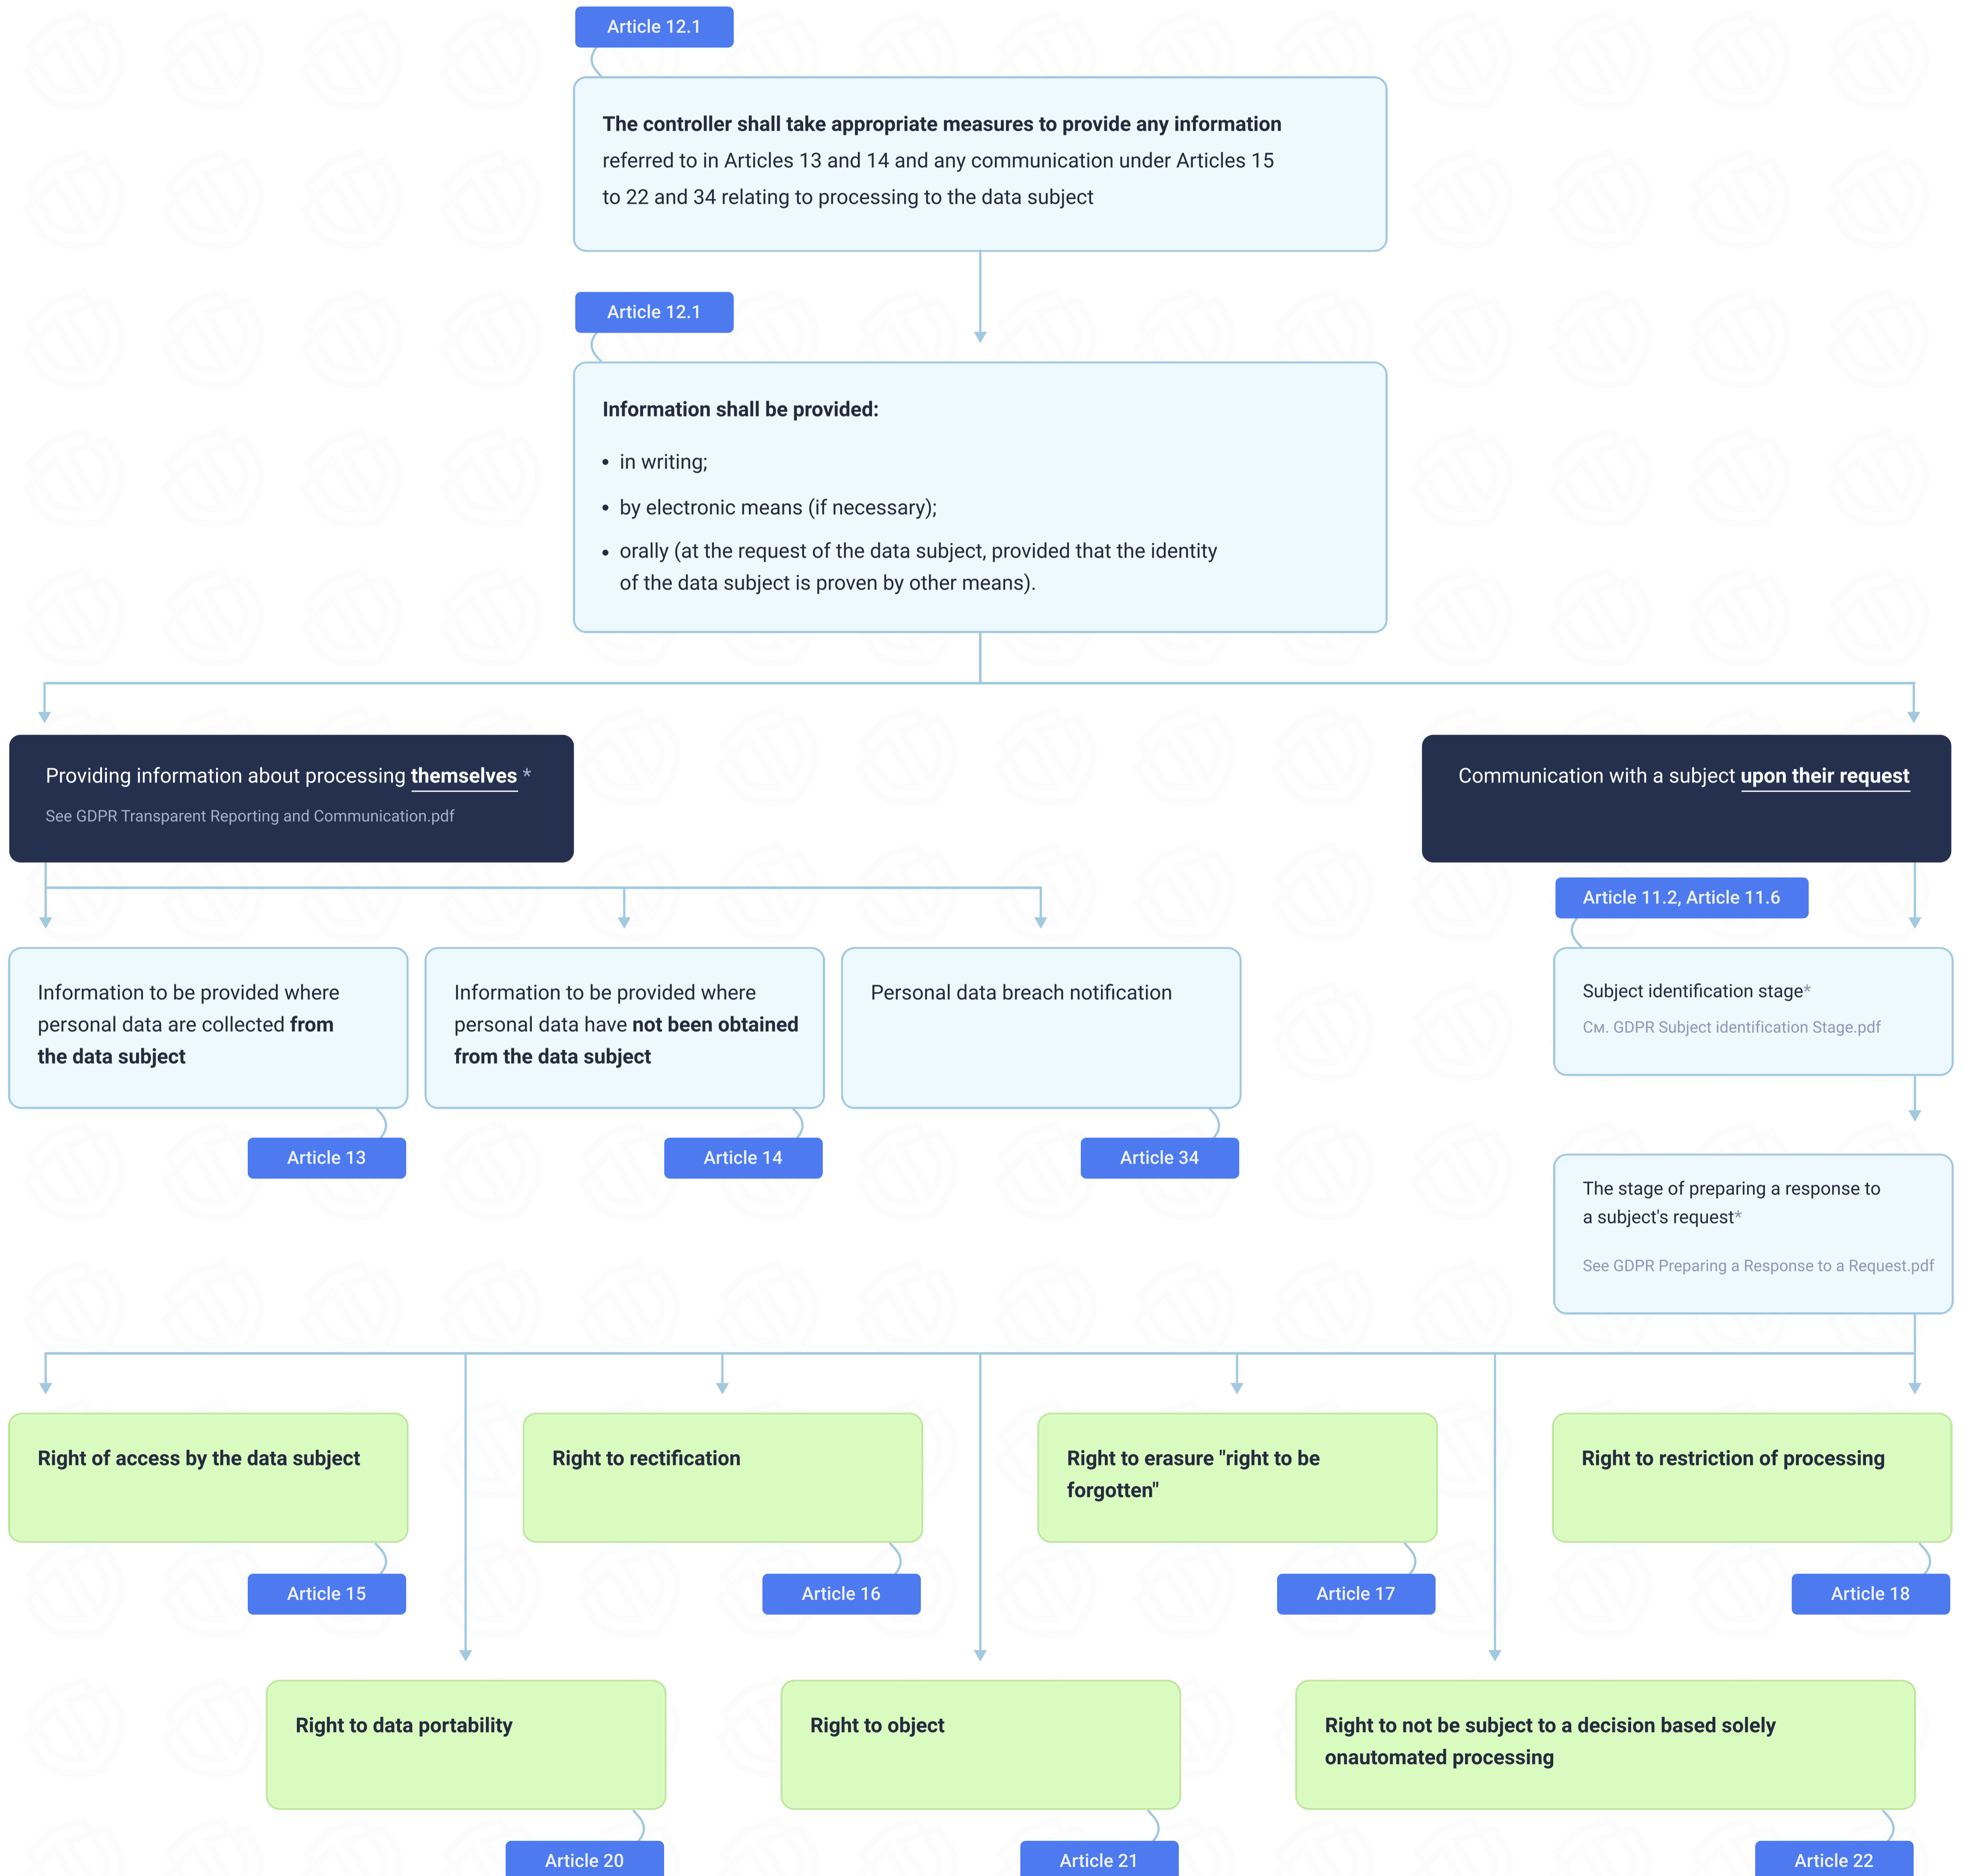 Article 12.1
The controller shall take appropriate measures to provide any information
referred to in Articles 13 and 14 and any communication under Articles 15
to 22 and 34 relating to processing to the data subject
Article 12.1
Information shall be provided:
• in writing;
• by electronic means (if necessary);
• orally (at the request of the data subject, provided that the identity
of the data subject is proven by other means).
Providing information about processing themselves *
See GDPR Transparent Reporting and Communication.pdf
Communication with a subject upon their request
Information to be provided where
personal data are collected from
the data subject
Article 13
Information to be provided where
personal data have not been obtained
from the data subject
Article 14
Personal data breach notification
Article 34
Article 11.2, Article 11.6
Subject identification stage*
См. GDPR Subject identification Stage.pdf
The stage of preparing a response to
a subject's request*
See GDPR Preparing a Response to a Request.pdf
Right of access by the data subject
Article 15
Right to rectification
Article 16
Right to erasure "right to be
forgotten"
Article 17
Right to restriction of processing
Article 18
Right to data portability
Article 20
Right to object
Article 21
Right to not be subject to a decision based solely
onautomated processing
Article 22